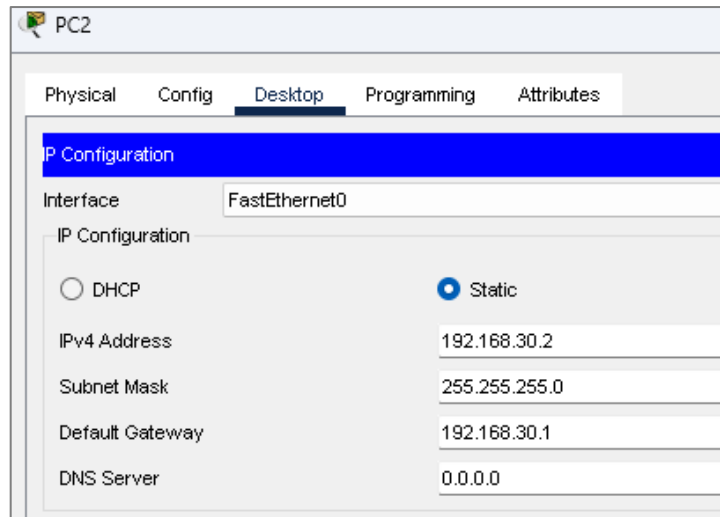 PC2
Physical Config Desktop Programming Attributes
IP Configuration
Interface FastEthernet0
IP Configuration
DHCP Static
IPv4 Address 192.168.30.2
Subnet Mask 255.255.255.0
Default Gateway 192.168.30.1
DNS Server 0.0.0.0